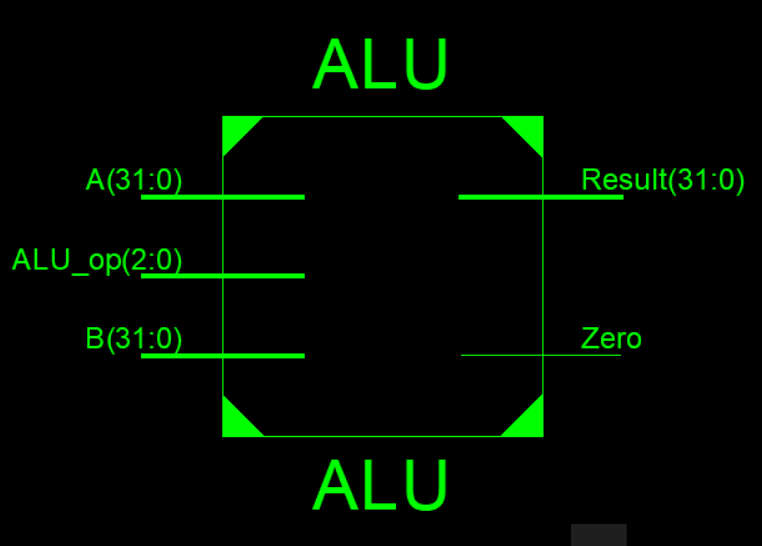 ALU
A(31:0)
Result(31:0)
ALU_op(2:0)
B(31:0)
Zero
ALU